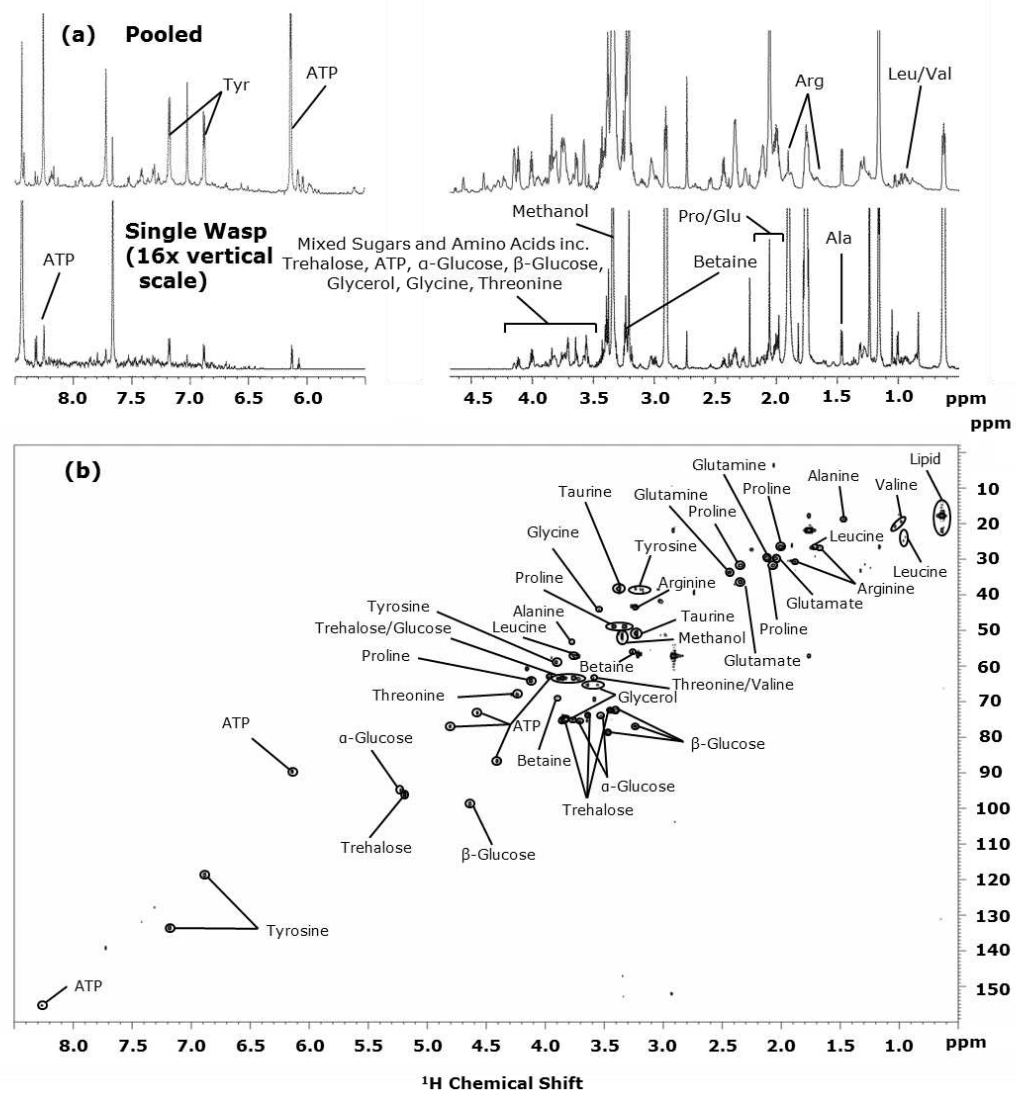 (a) Pooled
ATP
Tyr
Arg
Leu/Val
Single Wasp
(16x vertical
scale)
ATP
Methanol
Mixed Sugars and Amino Acids inc.
Trehalose, ATP, α-Glucose, β-Glucose,
Glycerol, Glycine, Threonine
Pro/Glu
Betaine
Ala
8.0 7.5 7.0 6.5 6.0 4.5 4.0 3.5 3.0 2.5 2.0 1.5 1.0 ppm
ppm
(b)
Glutamine
Lipid
Taurine
Glutamine
Proline
Alanine
Valine
Proline
Glycine
Tyrosine
Leucine
Leucine
Proline
Arginine
Arginine
Glutamate
Tyrosine
Alanine
Taurine
Proline
Trehalose/Glucose
Leucine
Methanol
Glutamate
Proline
Betaine
Threonine
Threonine/Valine
Glycerol
ATP
ATP
α-Glucose
Betaine
β-Glucose
α-Glucose
Trehalose
Trehalose
β-Glucose
Tyrosine
ATP
10
20
30
40
50
60
70
80
90
100
110
120
130
140
150
8.0 7.5 7.0 6.5 6.0 5.5 5.0 4.5 4.0 3.5 3.0 2.5 2.0 1.5 1.0 ppm
¹H Chemical Shift